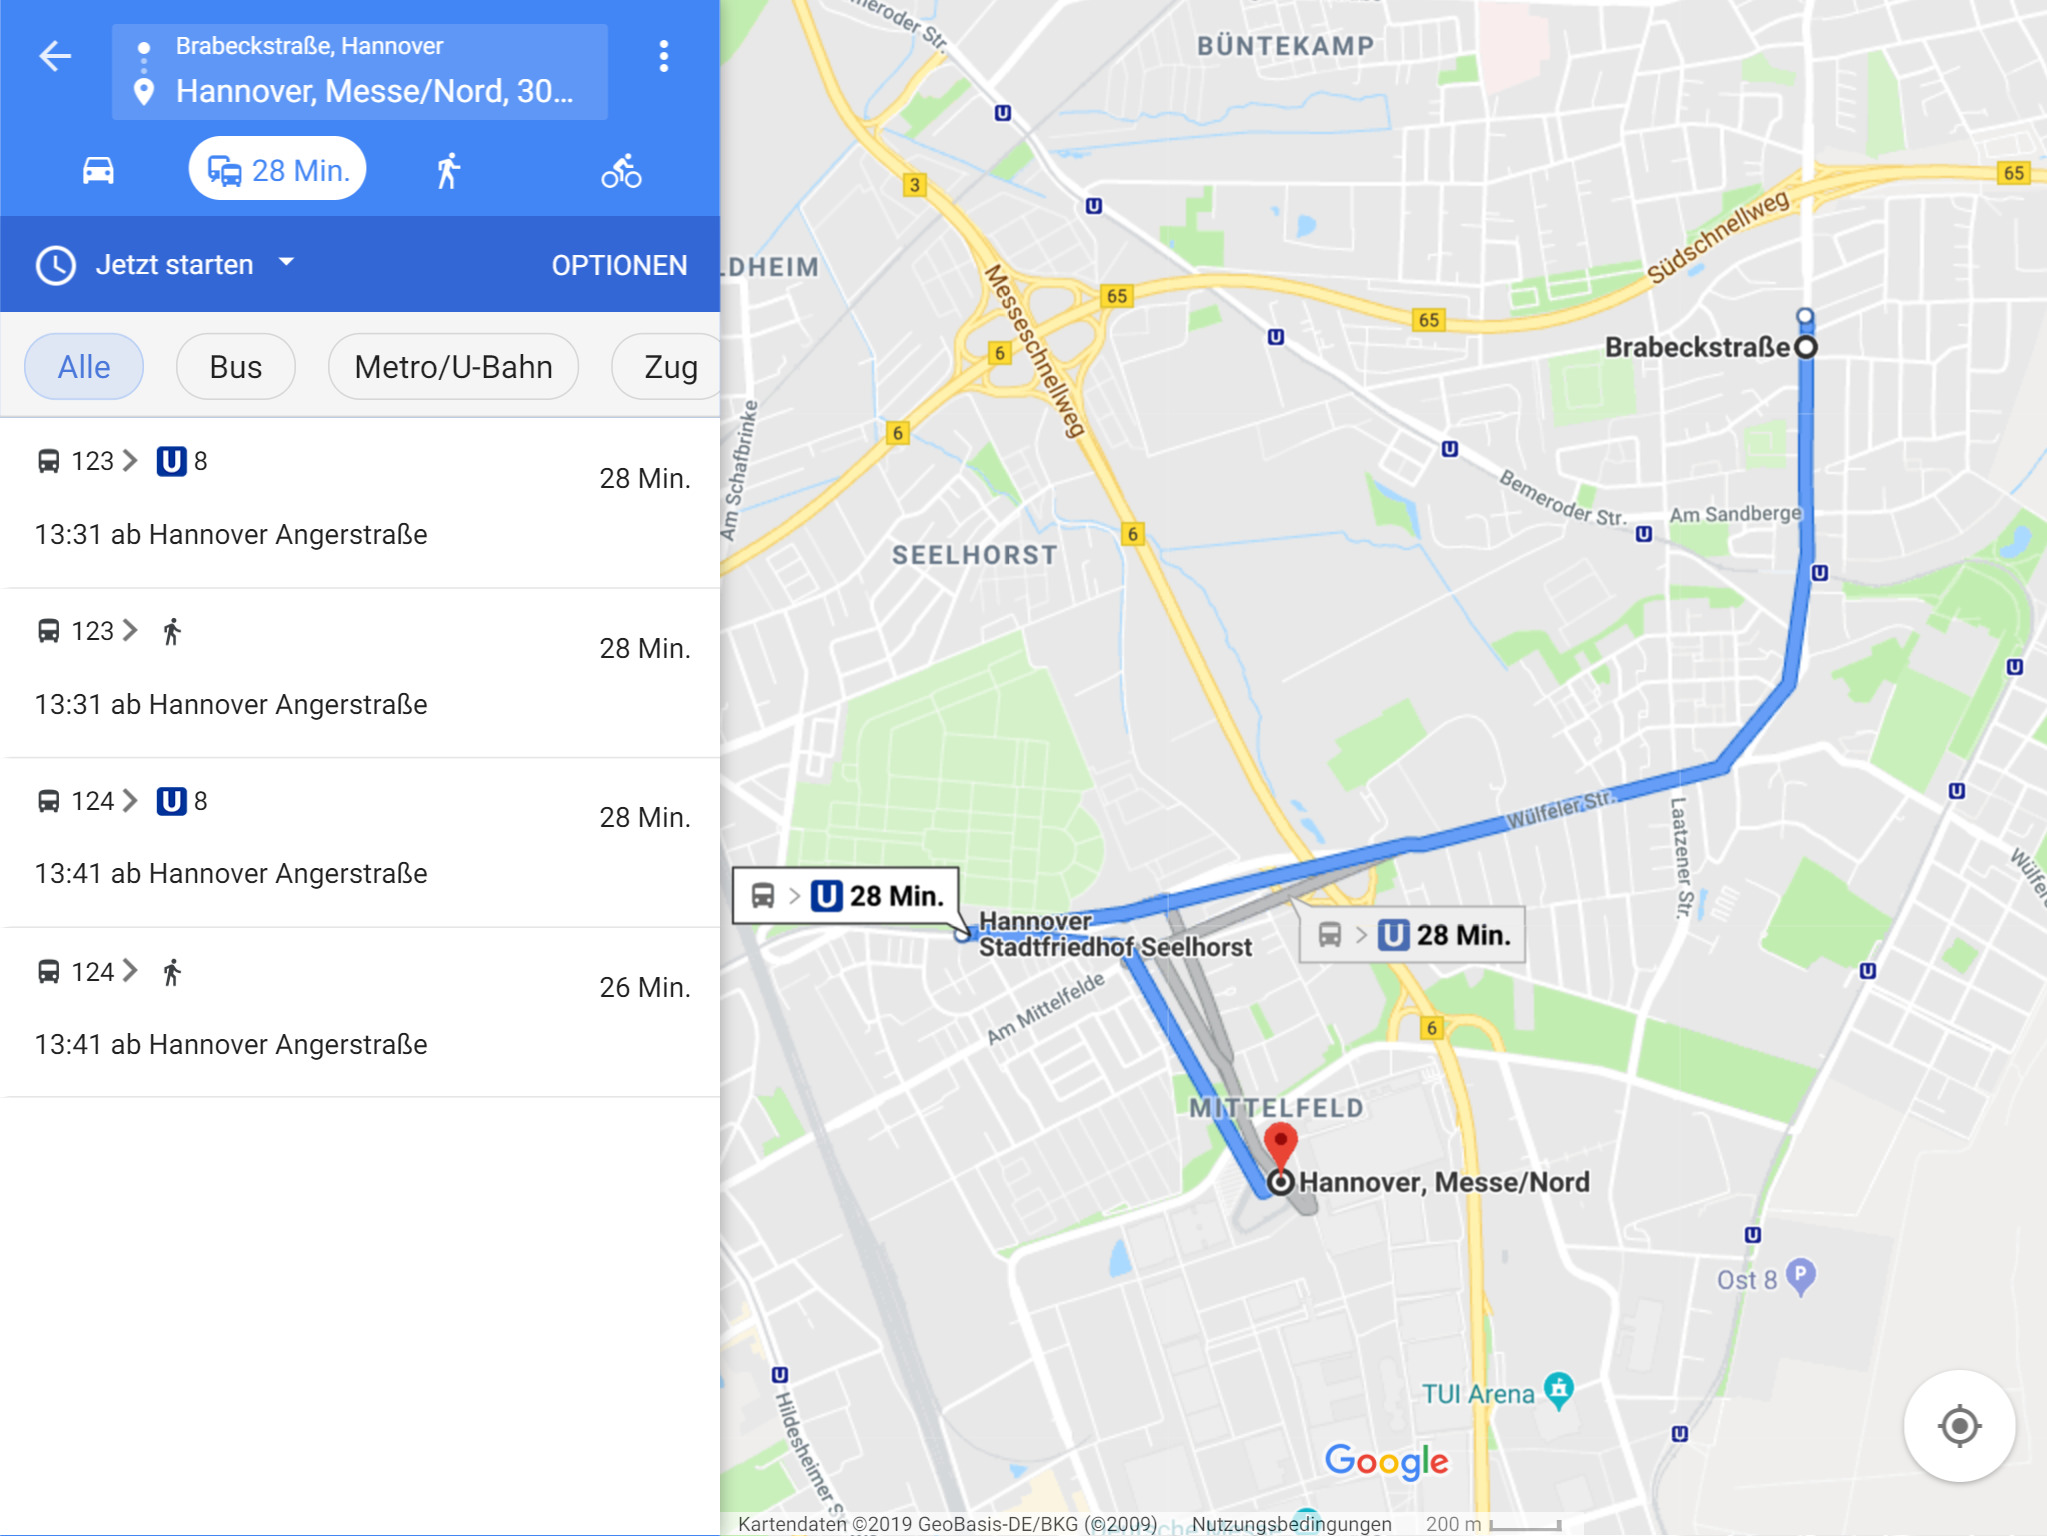 Brabeckstraße, Hannover
Hannover, Messe/Nord, 30...
28 Min.
Jetzt starten
OPTIONEN
Alle
Bus
Metro/U-Bahn
Zug
123 U 8
28 Min.
13:31 ab Hannover Angerstraße
123
28 Min.
13:31 ab Hannover Angerstraße
124 U 8
28 Min.
13:41 ab Hannover Angerstraße
124
26 Min.
13:41 ab Hannover Angerstraße
BÜNTEKAMP
meroder Str.
U
3
U
65
Südschnellweg
LDHEIM
Messeschnellweg
65
65
U
6
Brabeckstraße
Am Schafbrinke
6
U
Bemeroder Str.
Am Sandberge
U
6
SEELHORST
U
U
U
Wülfeler Str.
Laatzener Str.
Wülfer
U 28 Min.
Hannover
Stadtfriedhof Seelhorst
U 28 Min.
U
Am Mittelfelde
6
MITTELFELD
Hannover, Messe/Nord
U
Ost 8 P
U
Hildesheimer S
TUI Arena
U
Google
Kartendaten ©2019 GeoBasis-DE/BKG (©2009)
Nutzungsbedingungen
200 m